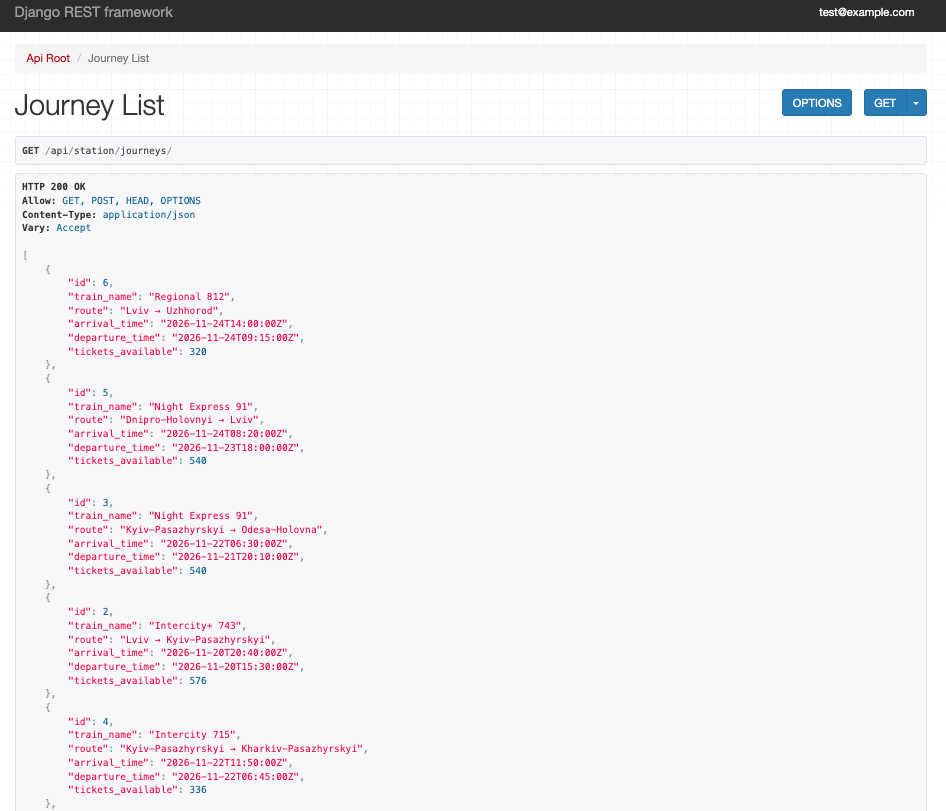 Django REST framework
test@example.com
Api Root / Journey List
Journey List
OPTIONS
GET
GET /api/station/journeys/
HTTP 200 OK
Allow: GET, POST, HEAD, OPTIONS
Content-Type: application/json
Vary: Accept
[
    {
        "id": 6,
        "train_name": "Regional 812",
        "route": "Lviv → Uzhhorod",
        "arrival_time": "2026-11-24T14:00:00Z",
        "departure_time": "2026-11-24T09:15:00Z",
        "tickets_available": 320
    },
    {
        "id": 5,
        "train_name": "Night Express 91",
        "route": "Dnipro-Holovnyi → Lviv",
        "arrival_time": "2026-11-24T08:20:00Z",
        "departure_time": "2026-11-23T18:00:00Z",
        "tickets_available": 540
    },
    {
        "id": 3,
        "train_name": "Night Express 91",
        "route": "Kyiv-Pasazhyrskyi → Odesa-Holovna",
        "arrival_time": "2026-11-22T06:30:00Z",
        "departure_time": "2026-11-21T20:10:00Z",
        "tickets_available": 540
    },
    {
        "id": 2,
        "train_name": "Intercity+ 743",
        "route": "Lviv → Kyiv-Pasazhyrskyi",
        "arrival_time": "2026-11-20T20:40:00Z",
        "departure_time": "2026-11-20T15:30:00Z",
        "tickets_available": 576
    },
    {
        "id": 4,
        "train_name": "Intercity 715",
        "route": "Kyiv-Pasazhyrskyi → Kharkiv-Pasazhyrskyi",
        "arrival_time": "2026-11-22T11:50:00Z",
        "departure_time": "2026-11-22T06:45:00Z",
        "tickets_available": 336
    },